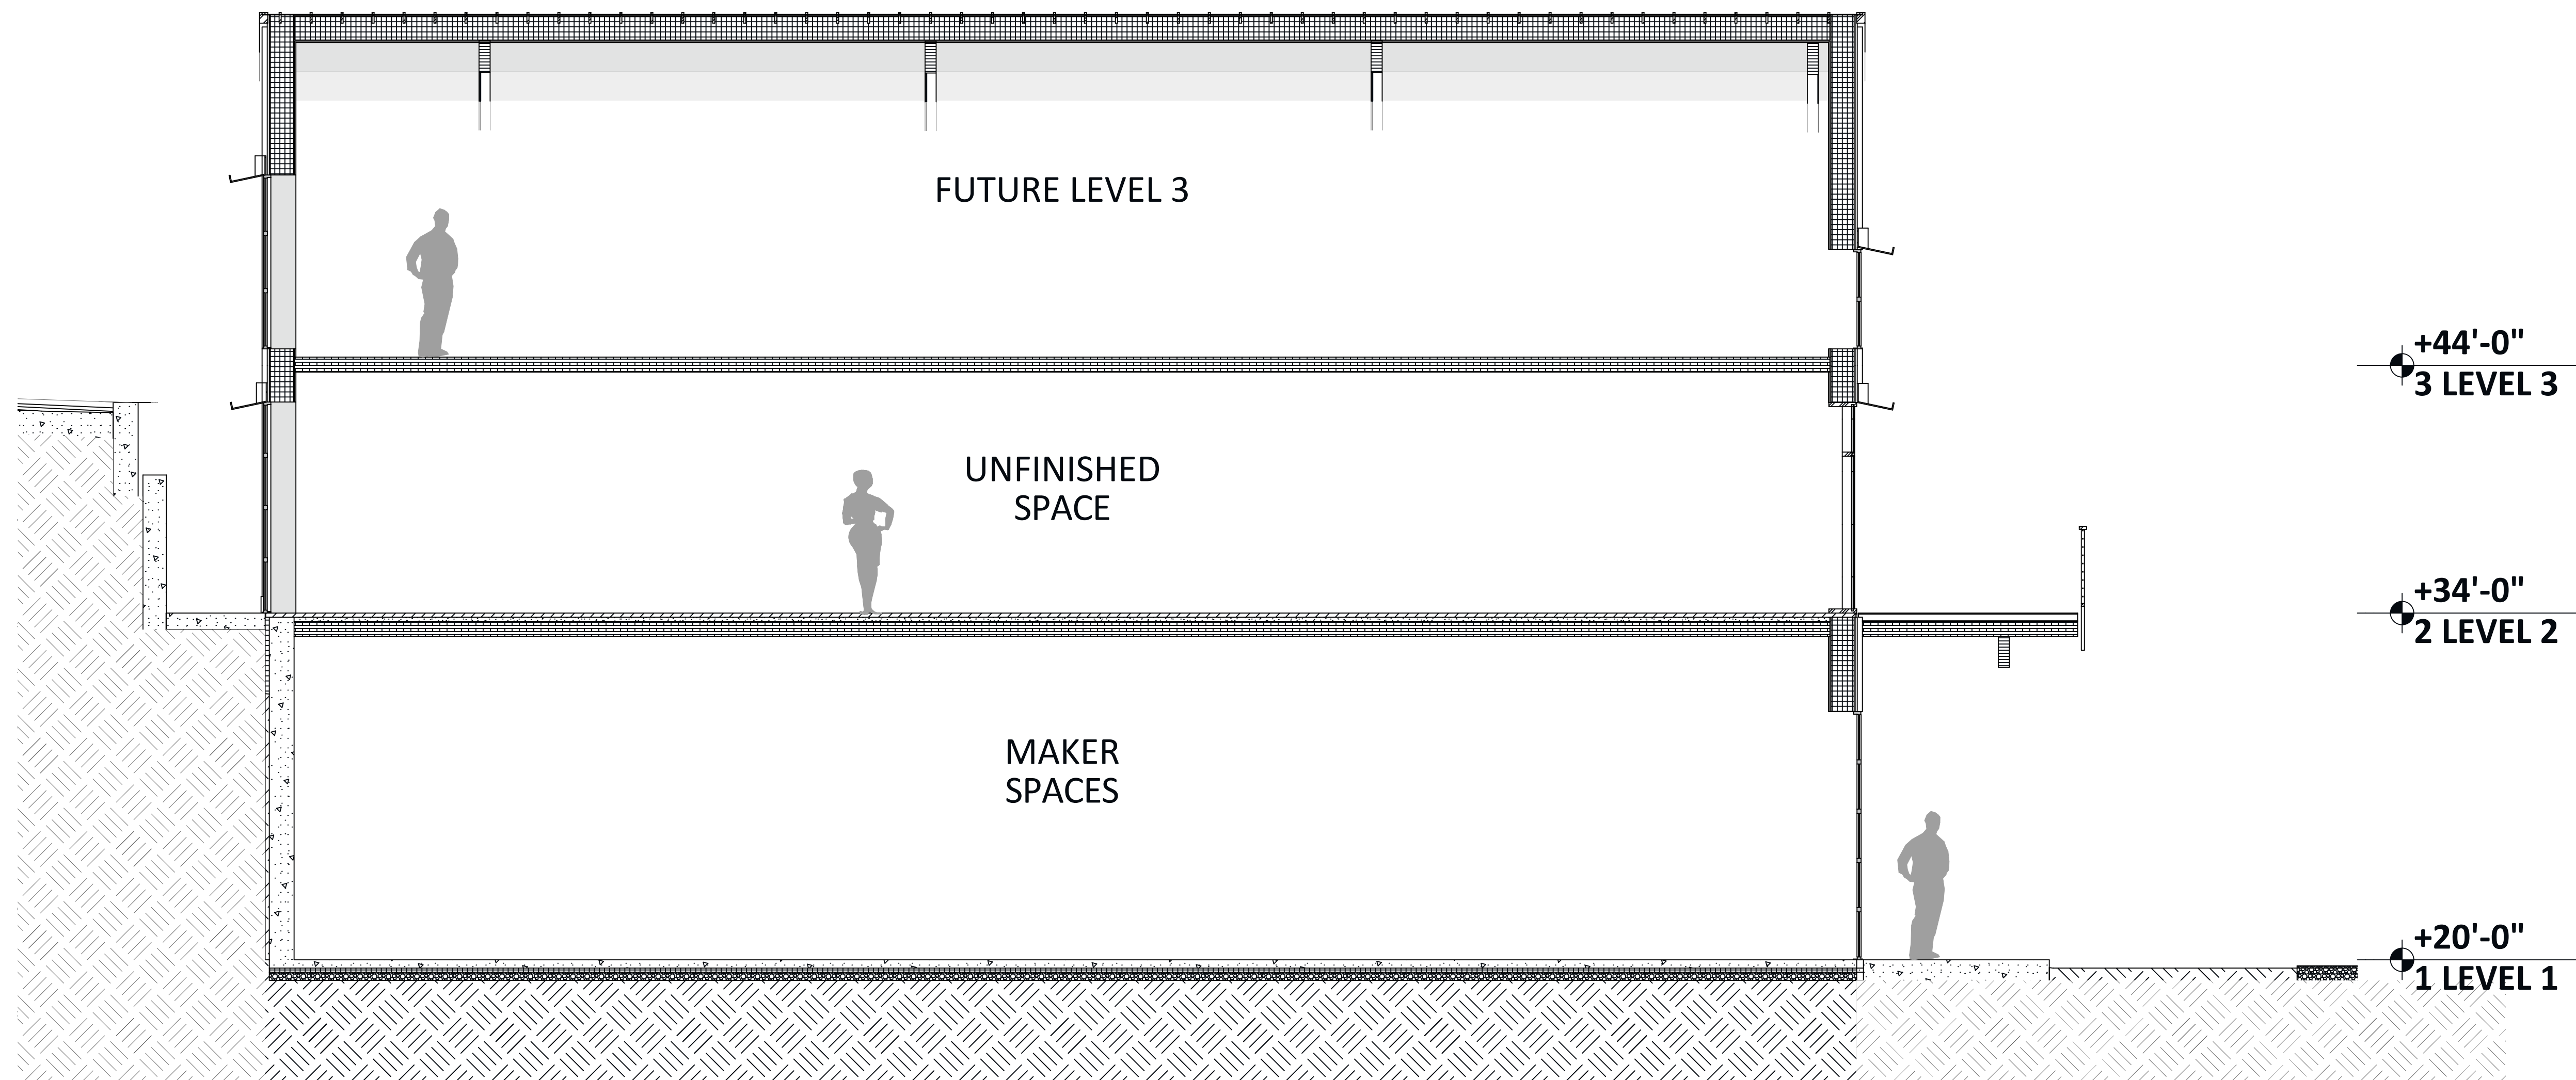 FUTURE LEVEL 3
+44'-0"
3 LEVEL 3
UNFINISHED
SPACE
+34'-0"
2 LEVEL 2
MAKER
SPACES
+20'-0"
1 LEVEL 1